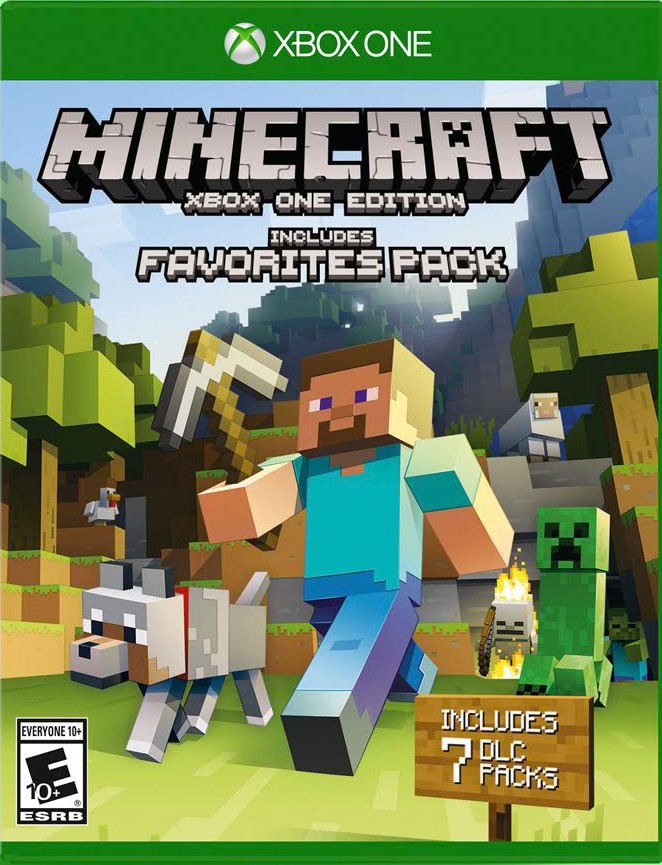 XBOX ONE
MINECRAFT
XBOX ONE EDITION
INCLUDES
FAVORITES PACK
INCLUDES
7 DLC
PACKS
EVERYONE 10+
E
10+
®
ESRB